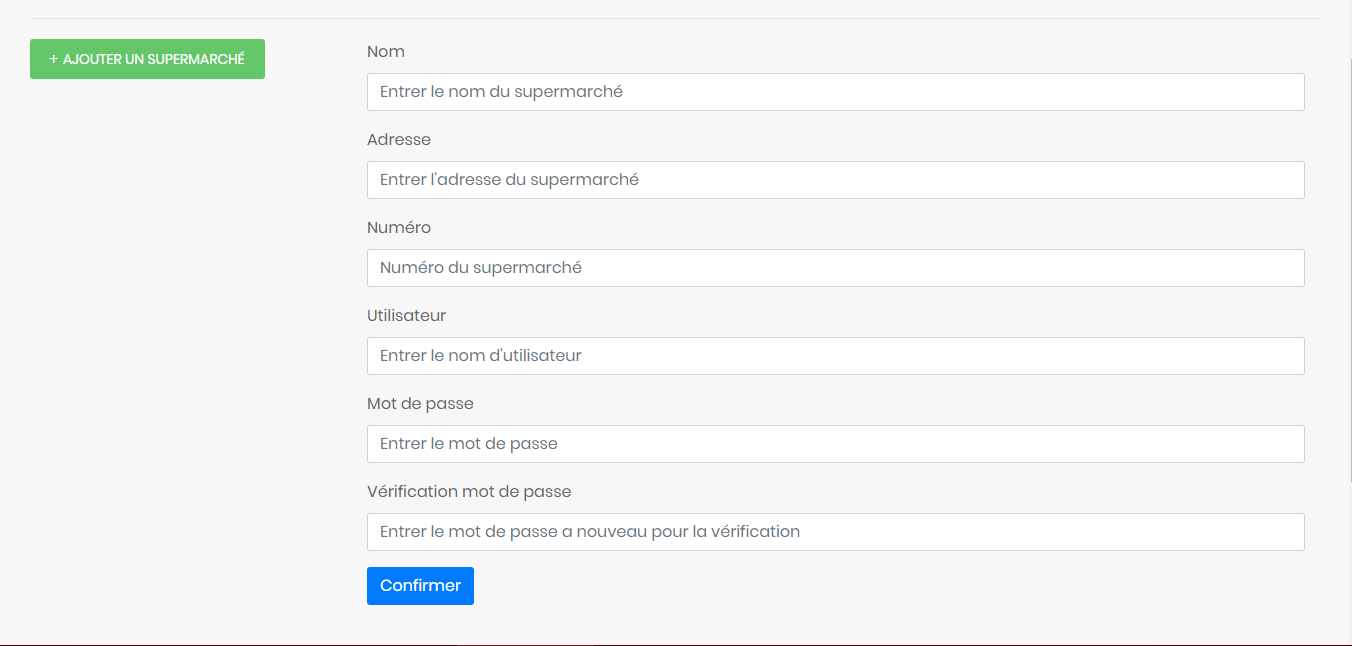 + AJOUTER UN SUPERMARCHÉ
Nom
Entrer le nom du supermarché
Adresse
Entrer l'adresse du supermarché
Numéro
Numéro du supermarché
Utilisateur
Entrer le nom d'utilisateur
Mot de passe
Entrer le mot de passe
Vérification mot de passe
Entrer le mot de passe a nouveau pour la vérification
Confirmer